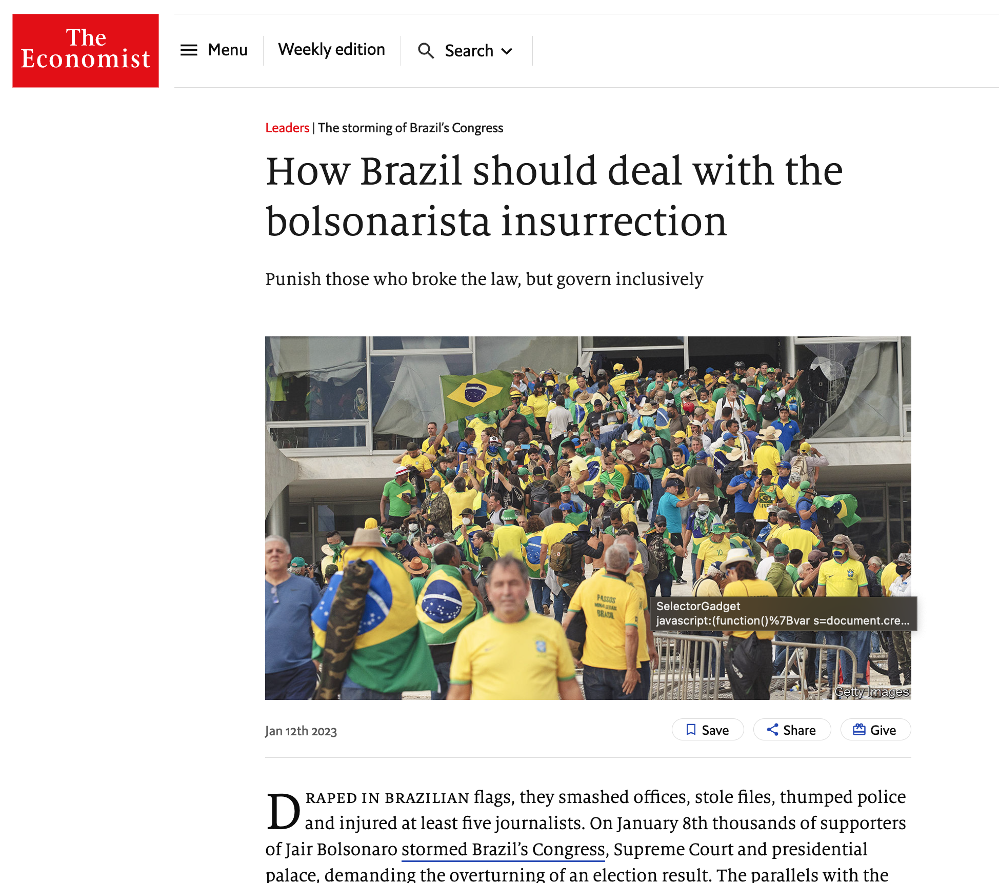 The
Economist
Menu
Weekly edition
Search
Leaders | The storming of Brazil’s Congress
How Brazil should deal with the
bolsonarista insurrection
Punish those who broke the law, but govern inclusively
PASSOS
MINAS GERAIS
BRASIL
10
SelectorGadget
javascript:(function()%7Bvar s=document.cre...
Getty Images
Jan 12th 2023
Save
Share
Give
DRAPED IN BRAZILIAN flags, they smashed offices, stole files, thumped police
and injured at least five journalists. On January 8th thousands of supporters
of Jair Bolsonaro stormed Brazil’s Congress, Supreme Court and presidential
palace, demanding the overturning of an election result. The parallels with the